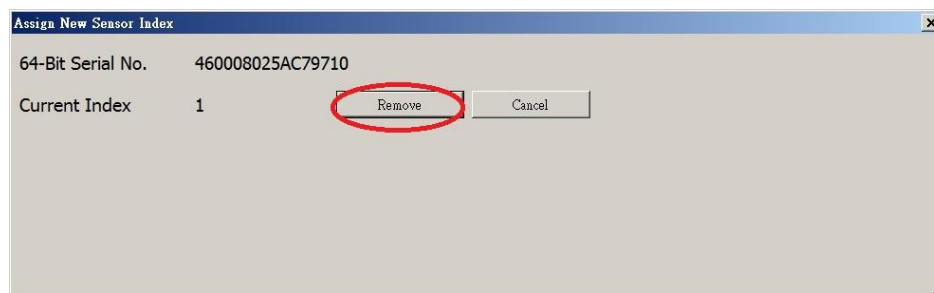 Assign New Sensor Index
64-Bit Serial No. 460008025AC79710
Current Index 1 Remove Cancel